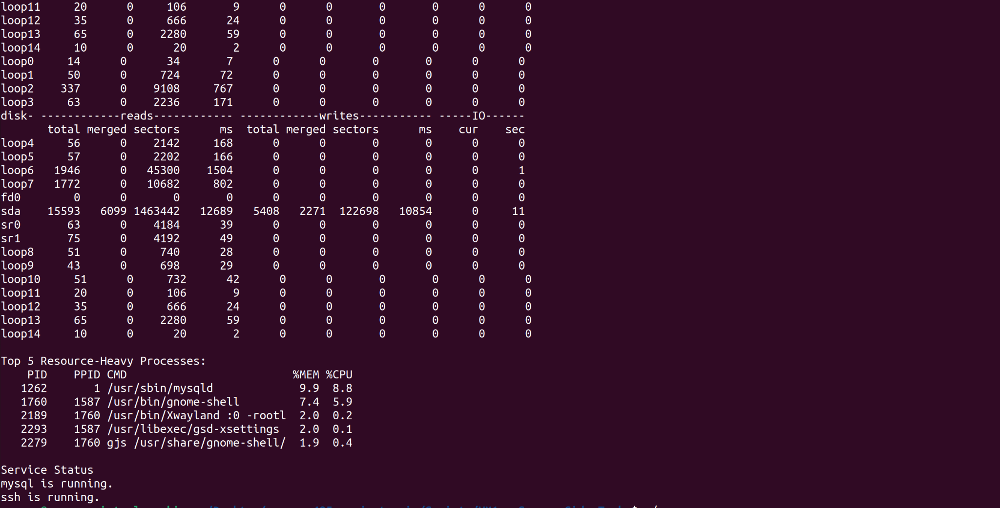 loop11     20      0     106       9       0      0       0       0      0      0
loop12     35      0     666      24       0      0       0       0      0      0
loop13     65      0    2280      59       0      0       0       0      0      0
loop14     10      0      20       2       0      0       0       0      0      0
loop0     14      0      34       7      0      0       0       0      0      0
loop1     50      0     724      72      0      0       0       0      0      0
loop2    337      0    9108     767      0      0       0       0      0      0
loop3     63      0    2236     171      0      0       0       0      0      0
disk- ------------reads------------ ------------writes----------- -----IO------
       total merged sectors      ms  total merged sectors      ms    cur    sec
loop4     56      0    2142     168      0      0       0       0      0      0
loop5     57      0    2202     166      0      0       0       0      0      0
loop6   1946      0   45300    1504      0      0       0       0      0      1
loop7   1772      0   10682     802      0      0       0       0      0      0
fd0        0      0       0       0      0      0       0       0      0      0
sda    15593   6099 1463442   12689   5408   2271  122698   10854      0     11
sr0       63      0    4184      39      0      0       0       0      0      0
sr1       75      0    4192      49      0      0       0       0      0      0
loop8     51      0     740      28      0      0       0       0      0      0
loop9     43      0     698      29      0      0       0       0      0      0
loop10     51      0     732      42       0      0       0       0      0      0
loop11     20      0     106       9       0      0       0       0      0      0
loop12     35      0     666      24       0      0       0       0      0      0
loop13     65      0    2280      59       0      0       0       0      0      0
loop14     10      0      20       2       0      0       0       0      0      0
Top 5 Resource-Heavy Processes:
    PID    PPID CMD                         %MEM %CPU
   1262       1 /usr/sbin/mysqld             9.9  8.8
   1760    1587 /usr/bin/gnome-shell         7.4  5.9
   2189    1760 /usr/bin/Xwayland :0 -rootl  2.0  0.2
   2293    1587 /usr/libexec/gsd-xsettings   2.0  0.1
   2279    1760 gjs /usr/share/gnome-shell/  1.9  0.4
Service Status
mysql is running.
ssh is running.